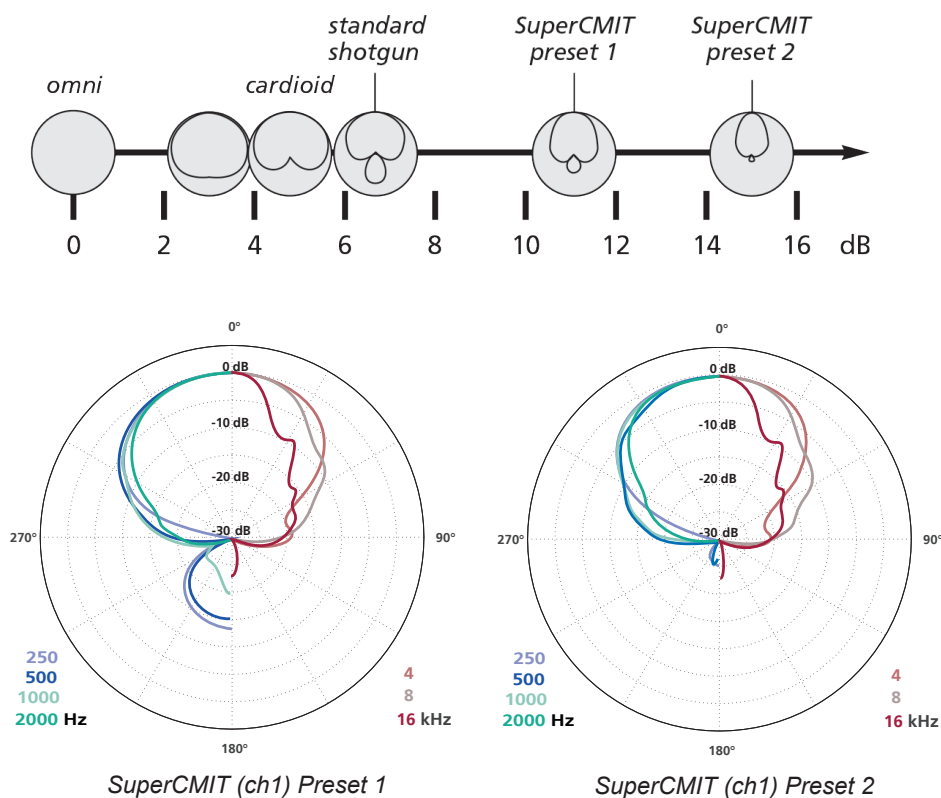 standard
shotgun
SuperCMIT
preset 1
SuperCMIT
preset 2
omni
cardioid
0 2 4 6 8 10 12 14 16 dB
0°
0 dB
-10 dB
-20 dB
-30 dB
270°
90°
250
500
1000
2000 Hz
4
8
16 kHz
180°
SuperCMIT (ch1) Preset 1
0°
0 dB
-10 dB
-20 dB
-30 dB
270°
90°
250
500
1000
2000 Hz
4
8
16 kHz
180°
SuperCMIT (ch1) Preset 2